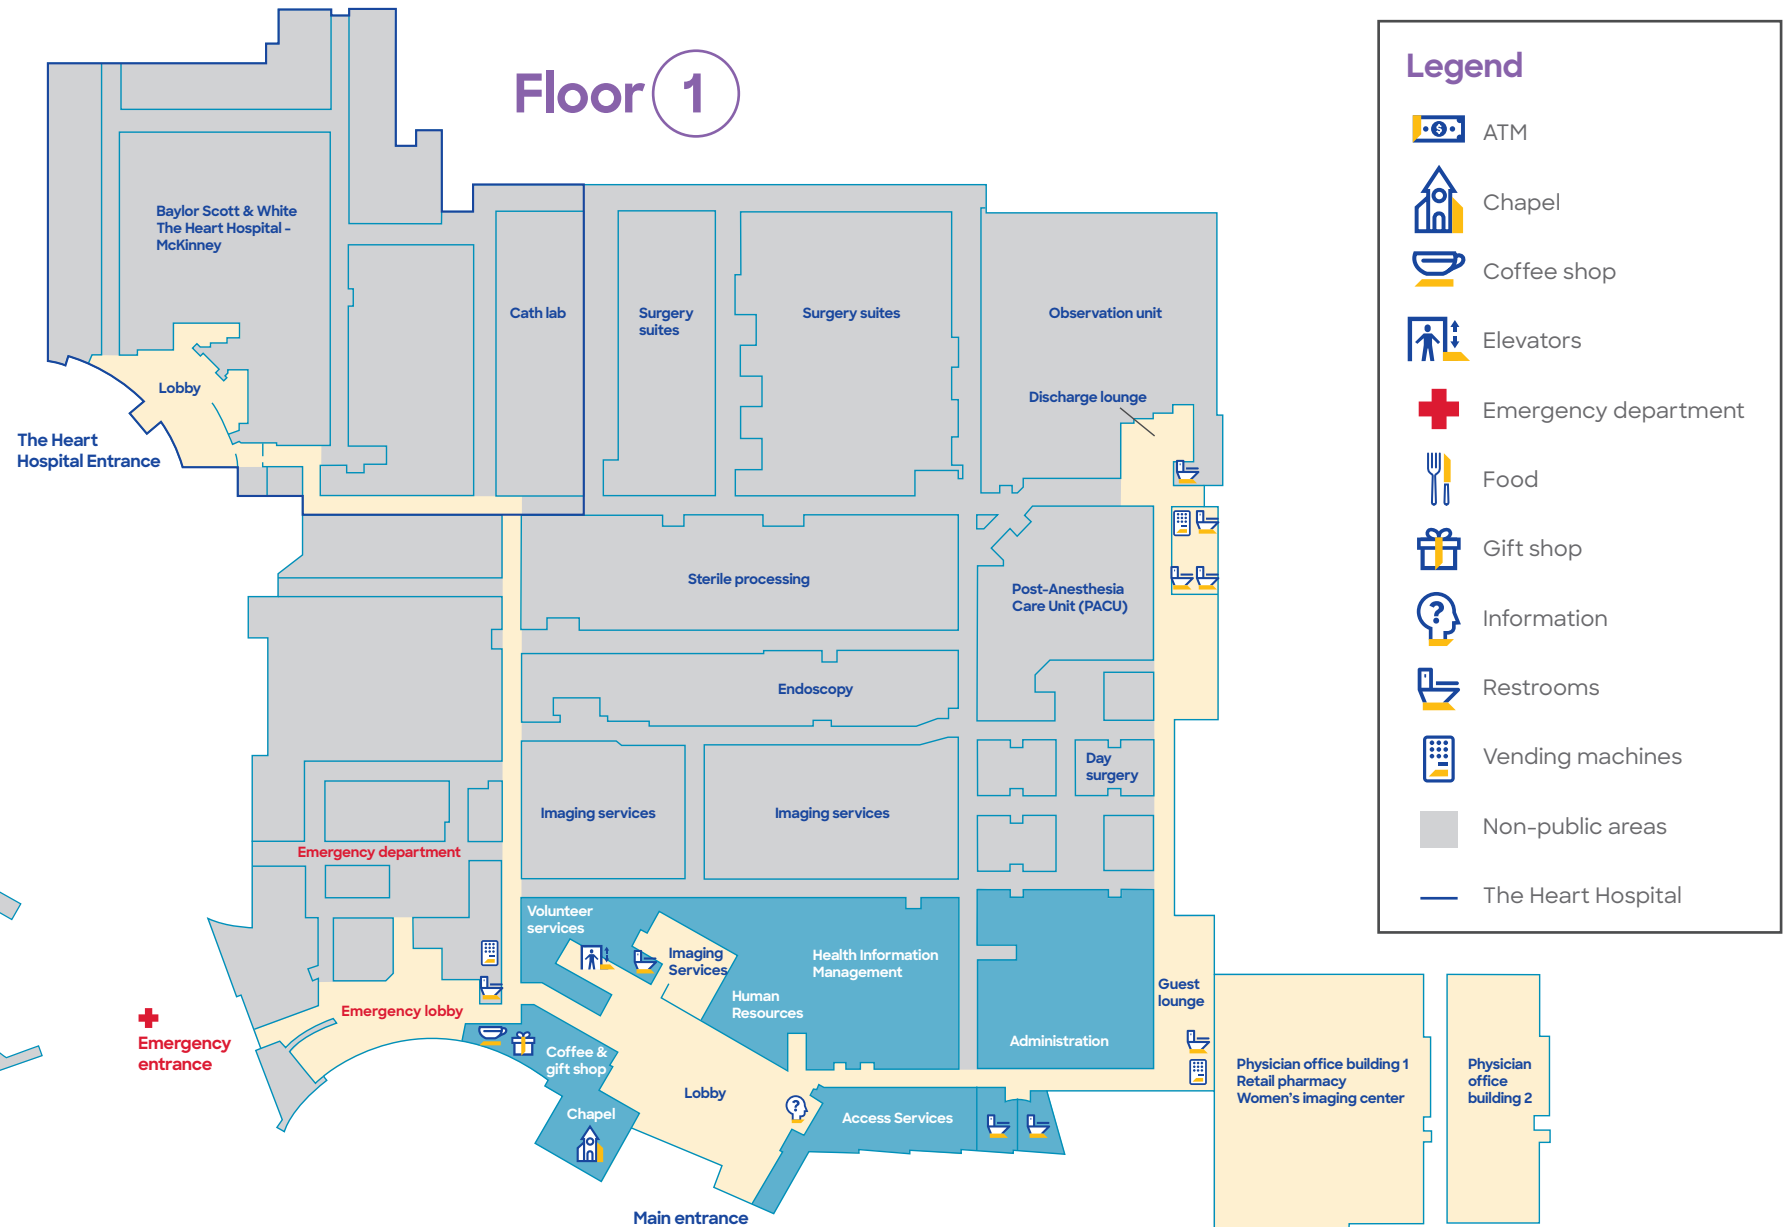 Floor 1
Baylor Scott & White
The Heart Hospital -
McKinney
Lobby
The Heart
Hospital Entrance
Cath lab
Surgery
suites
Surgery suites
Observation unit
Discharge lounge
Sterile processing
Post-Anesthesia
Care Unit (PACU)
Endoscopy
Day
surgery
Imaging services
Imaging services
Emergency department
Volunteer
services
Imaging
Services
Health Information
Management
Human
Resources
Guest
lounge
Emergency lobby
Emergency
entrance
Coffee &
gift shop
Administration
Chapel
Lobby
Access Services
Main entrance
Physician office building 1
Retail pharmacy
Women's imaging center
Physician
office
building 2
Legend
ATM
Chapel
Coffee shop
Elevators
Emergency department
Food
Gift shop
Information
Restrooms
Vending machines
Non-public areas
The Heart Hospital